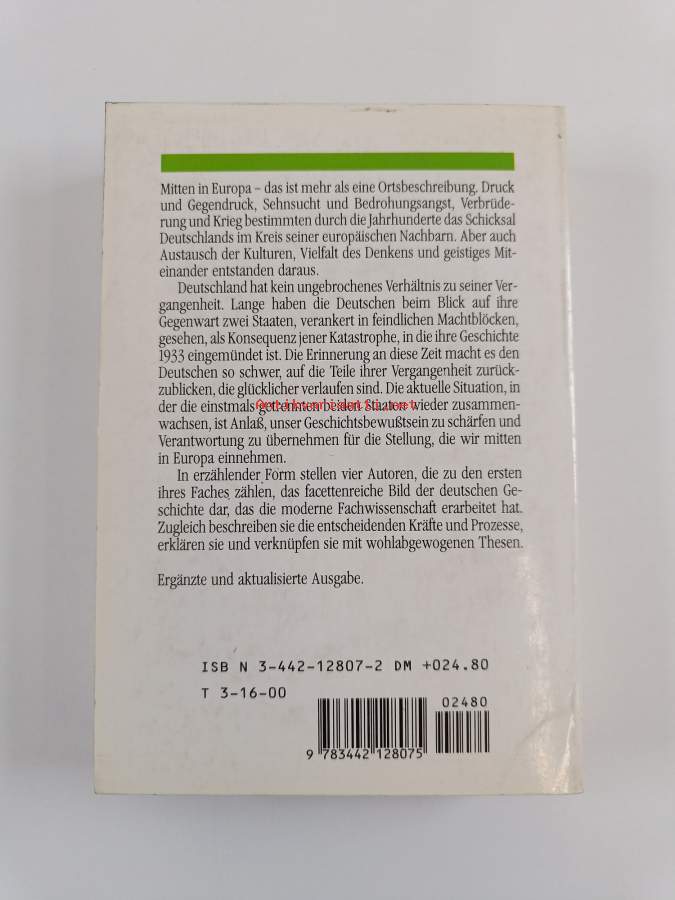 Mitten in Europa – das ist mehr als eine Ortsbeschreibung. Druck
und Gegendruck, Sehnsucht und Bedrohungsangst, Verbrüde-
rung und Krieg bestimmten durch die Jahrhunderte das Schicksal
Deutschlands im Kreis seiner europäischen Nachbarn. Aber auch
Austausch der Kulturen, Vielfalt des Denkens und geistiges Mit-
einander entstanden daraus.
Deutschland hat kein ungebrochenes Verhältnis zu seiner Ver-
gangenheit. Lange haben die Deutschen beim Blick auf ihre
Gegenwart zwei Staaten, verankert in feindlichen Machtblöcken,
gesehen, als Konsequenz jener Katastrophe, in die ihre Geschichte
1933 eingemündet ist. Die Erinnerung an diese Zeit macht es den
Deutschen so schwer, auf die Teile ihrer Vergangenheit zurück-
zublicken, die glücklicher verlaufen sind. Die aktuelle Situation, in
der die einstmals getrennten beiden Staaten wieder zusammen-
wachsen, ist Anlaß, unser Geschichtsbewußtsein zu schärfen und
Verantwortung zu übernehmen für die Stellung, die wir mitten
in Europa einnehmen.
In erzählender Form stellen vier Autoren, die zu den ersten
ihres Faches zählen, das facettenreiche Bild der deutschen Ge-
schichte dar, das die moderne Fachwissenschaft erarbeitet hat.
Zugleich beschreiben sie die entscheidenden Kräfte und Prozesse,
erklären sie und verknüpfen sie mit wohlabgewogenen Thesen.
Ergänzte und aktualisierte Ausgabe.
ISBN 3-442-12807-2 DM +024.80
T 3-16-00
02480
9 783442 128075